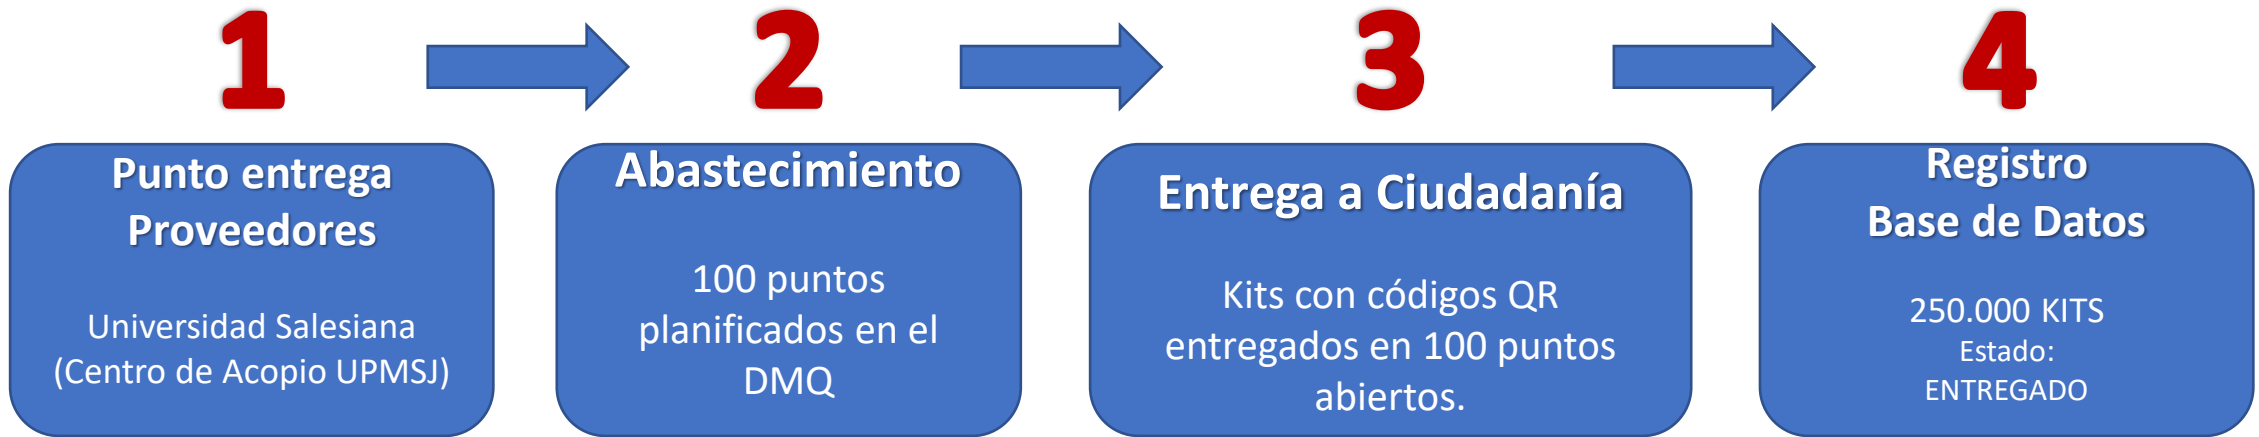 1
2
3
4
Punto entrega
Proveedores
Universidad Salesiana
(Centro de Acopio UPMSJ)
Abastecimiento
100 puntos
planificados en el
DMQ
Entrega a Ciudadanía
Kits con códigos QR
entregados en 100 puntos
abiertos.
Registro
Base de Datos
250.000 KITS
Estado:
ENTREGADO